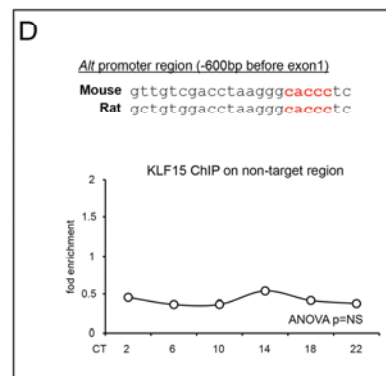 D
Alt promoter region (-600bp before exon1)
Mouse gttgtcgacctaagggcaccctc
Rat gctgtggacctaagggcaccctc
KLF15 ChIP on non-target region
2
1.5
1
0.5
0
fod enrichment
ANOVA p=NS
CT 2 6 10 14 18 22